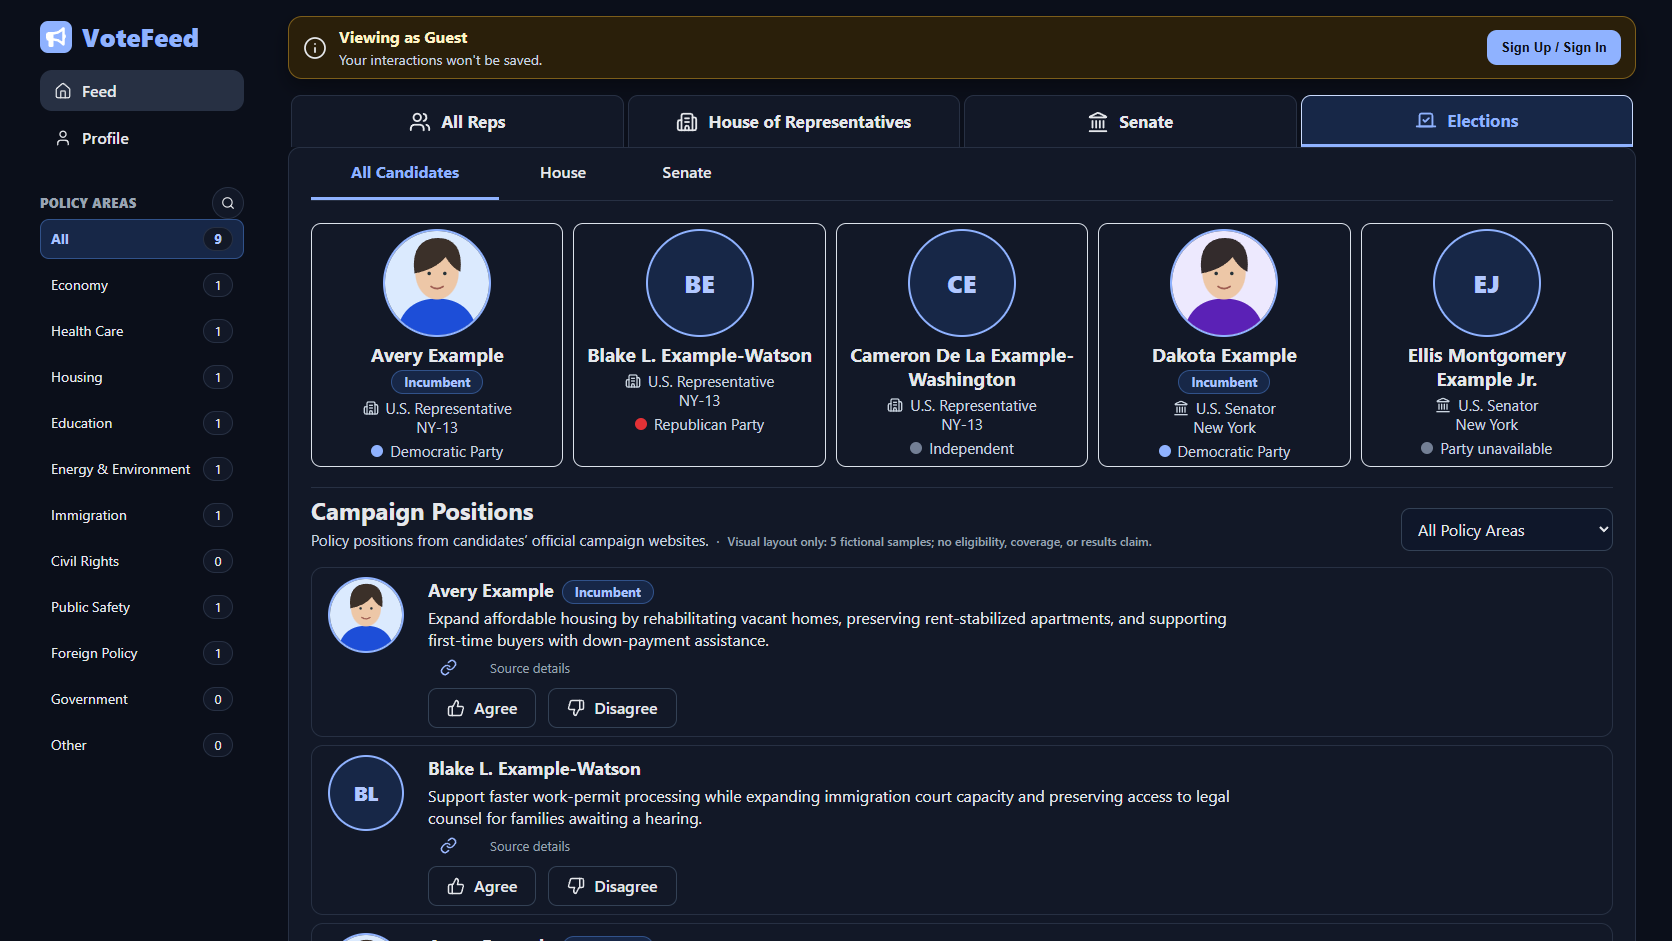 VoteFeed
Feed
Profile
POLICY AREAS
All 9
Economy 1
Health Care 1
Housing 1
Education 1
Energy & Environment 1
Immigration 1
Civil Rights 0
Public Safety 1
Foreign Policy 1
Government 0
Other 0
Viewing as Guest
Your interactions won't be saved.
Sign Up / Sign In
All Reps
House of Representatives
Senate
Elections
All Candidates
House
Senate
Avery Example
Incumbent
U.S. Representative
NY-13
Democratic Party
BE
Blake L. Example-Watson
U.S. Representative
NY-13
Republican Party
CE
Cameron De La Example-
Washington
U.S. Representative
NY-13
Independent
Dakota Example
Incumbent
U.S. Senator
New York
Democratic Party
EJ
Ellis Montgomery
Example Jr.
U.S. Senator
New York
Party unavailable
Campaign Positions
Policy positions from candidates' official campaign websites. · Visual layout only: 5 fictional samples; no eligibility, coverage, or results claim.
All Policy Areas
Avery Example Incumbent
Expand affordable housing by rehabilitating vacant homes, preserving rent-stabilized apartments, and supporting
first-time buyers with down-payment assistance.
Source details
Agree
Disagree
BL
Blake L. Example-Watson
Support faster work-permit processing while expanding immigration court capacity and preserving access to legal
counsel for families awaiting a hearing.
Source details
Agree
Disagree